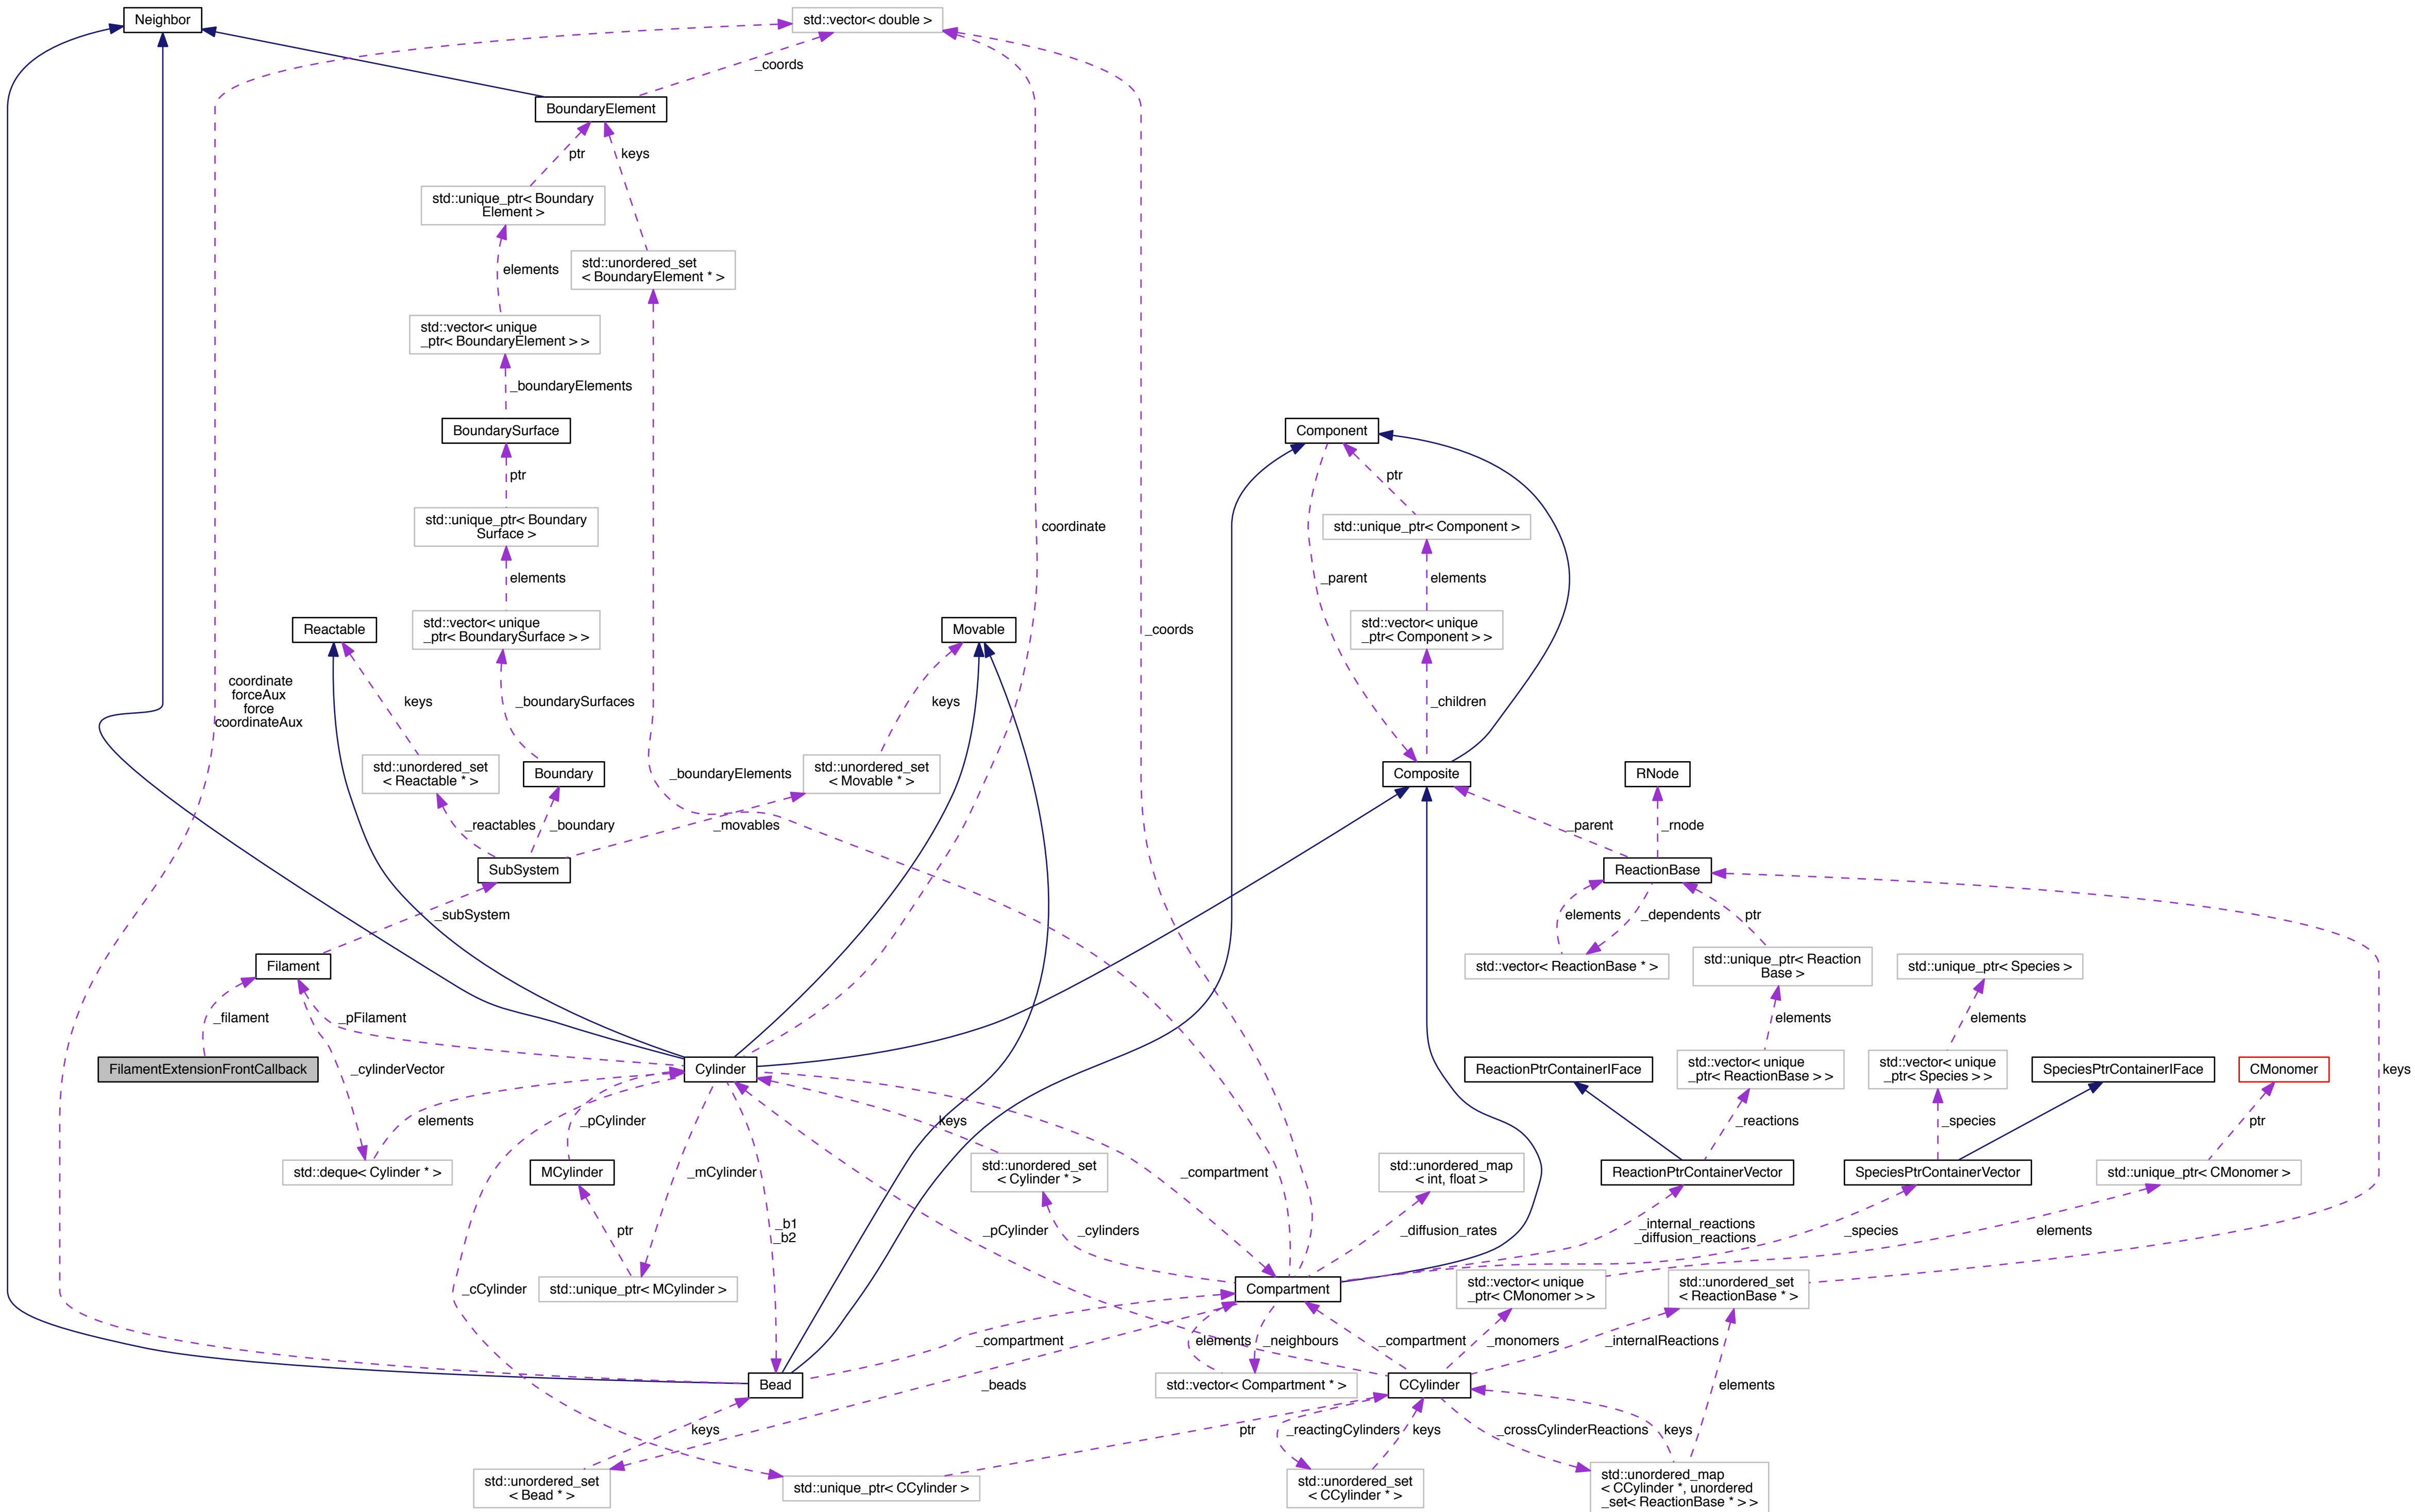 Neighbor
std::vector< double >
_coords
BoundaryElement
ptr
keys
std::unique_ptr< Boundary
Element >
elements
std::unordered_set
< BoundaryElement * >
std::vector< unique
_ptr< BoundaryElement > >
_boundaryElements
BoundarySurface
Component
ptr
ptr
std::unique_ptr< Boundary
Surface >
coordinate
std::unique_ptr< Component >
elements
_parent
elements
Reactable
std::vector< unique
_ptr< BoundarySurface > >
Movable
_coords
std::vector< unique
_ptr< Component > >
coordinate
forceAux
force
coordinateAux
keys
_boundarySurfaces
keys
_children
std::unordered_set
< Reactable * >
Boundary
_boundaryElements
std::unordered_set
< Movable * >
Composite
RNode
_reactables
_boundary
_movables
_parent
_rnode
SubSystem
ReactionBase
_subSystem
elements
_dependents
ptr
Filament
std::vector< ReactionBase * >
std::unique_ptr< Reaction
Base >
std::unique_ptr< Species >
_filament
_pFilament
elements
elements
FilamentExtensionFrontCallback
_cylinderVector
Cylinder
ReactionPtrContainerIFace
std::vector< unique
_ptr< ReactionBase > >
std::vector< unique
_ptr< Species > >
SpeciesPtrContainerIFace
CMonomer
keys
elements
_pCylinder
keys
_reactions
_species
ptr
std::deque< Cylinder * >
MCylinder
_mCylinder
std::unordered_set
< Cylinder * >
_compartment
std::unordered_map
< int, float >
ReactionPtrContainerVector
SpeciesPtrContainerVector
std::unique_ptr< CMonomer >
ptr
_b1
_b2
_pCylinder
_cylinders
_diffusion_rates
_internal_reactions
_diffusion_reactions
_species
elements
_cCylinder
std::unique_ptr< MCylinder >
Compartment
std::vector< unique
_ptr< CMonomer > >
std::unordered_set
< ReactionBase * >
_compartment
elements
_neighbours
_compartment
_monomers
_internalReactions
Bead
_beads
std::vector< Compartment * >
CCylinder
elements
keys
ptr
_reactingCylinders
keys
_crossCylinderReactions
keys
std::unordered_set
< Bead * >
std::unique_ptr< CCylinder >
std::unordered_set
< CCylinder * >
std::unordered_map
< CCylinder *, unordered
_set< ReactionBase * > >